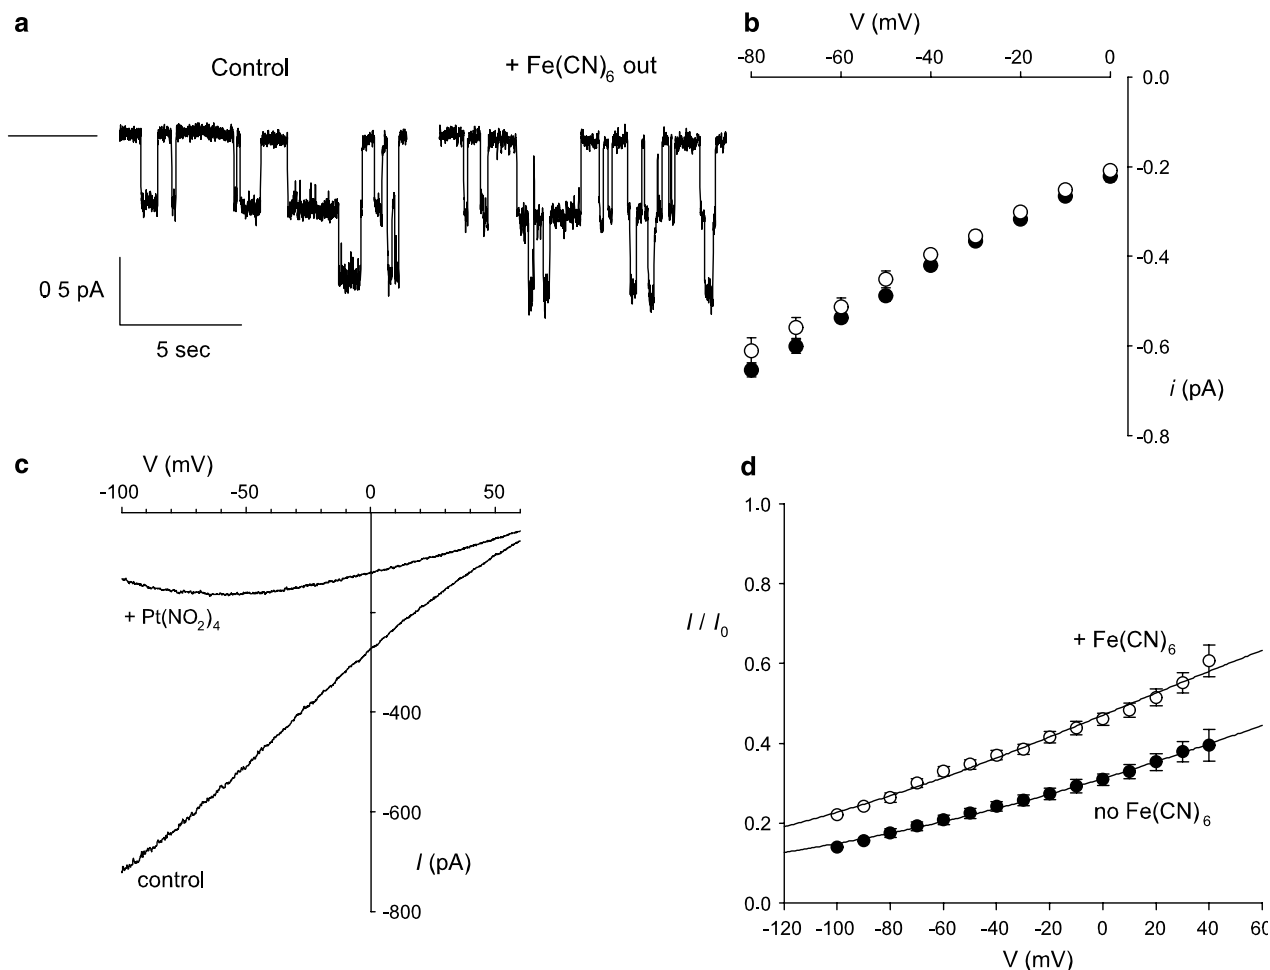 a
Control
+ Fe(CN)6 out
0 5 pA
5 sec
b
V (mV)
-80 -60 -40 -20 0
0.0
-0.2
-0.4
-0.6
i (pA)
-0.8
c
V (mV)
-100 -50 0 50
+ Pt(NO2)4
-400
-600
I (pA)
control
-800
d
1.0
0.8
I / I0
+ Fe(CN)6
0.6
0.4
no Fe(CN)6
0.2
0.0
-120 -100 -80 -60 -40 -20 0 20 40 60
V (mV)